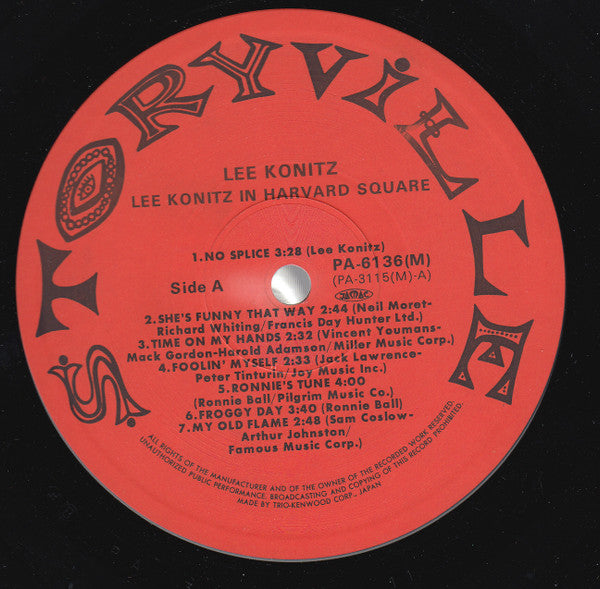 STORYViLLE
LEE KONITZ
LEE KONITZ IN HARVARD SQUARE
1.NO SPLICE 3:28 (Lee Konitz)
Side A
PA-6136(M)
(PA-3115(M)-A)
JASRAC
2.SHE'S FUNNY THAT WAY 2:44 (Neil Moret-
Richard Whiting/Francis Day Hunter Ltd.)
3.TIME ON MY HANDS 2:32 (Vincent Youmans-
Mack Gordon-Harold Adamson/Miller Music Corp.)
4.FOOLIN' MYSELF 2:33 (Jack Lawrence-
Peter Tinturin/Joy Music Inc.)
5.RONNIE'S TUNE 4:00
(Ronnie Ball/Pilgrim Music Co.)
6.FROGGY DAY 3:40 (Ronnie Ball)
7.MY OLD FLAME 2:48 (Sam Coslow-
Arthur Johnston/
Famous Music Corp.)
ALL RIGHTS OF THE MANUFACTURER AND OF THE OWNER OF THE RECORDED WORK RESERVED.
UNAUTHORIZED PUBLIC PERFORMANCE, BROADCASTING AND COPYING OF THIS RECORD PROHIBITED.
MADE BY TRIO-KENWOOD CORP., JAPAN